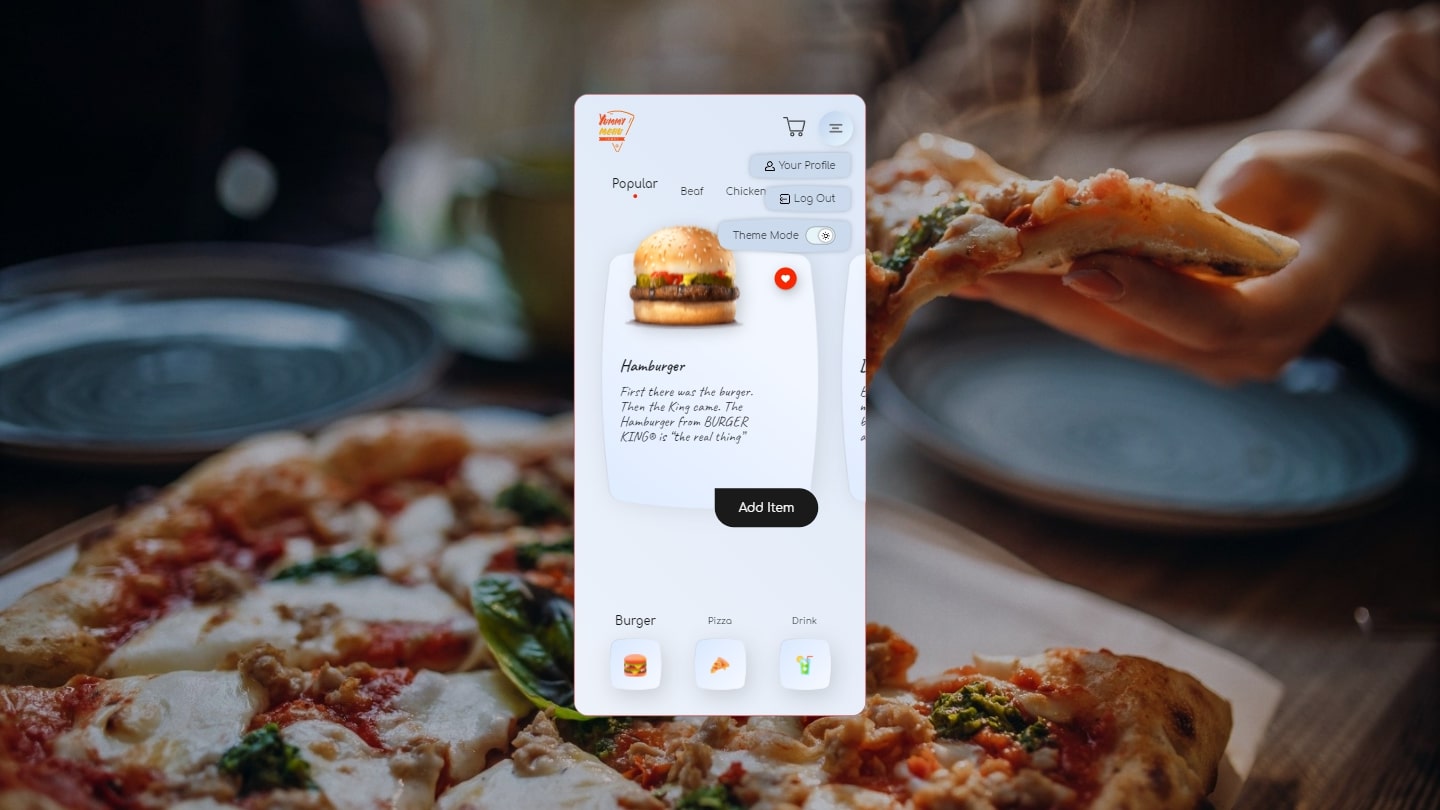 Yummy
menu
Your Profile
Popular
Beaf
Chicken
Log Out
Theme Mode
Hamburger
First there was the burger.
Then the King came. The
Hamburger from BURGER
KING® is “the real thing”
Add Item
Burger
Pizza
Drink